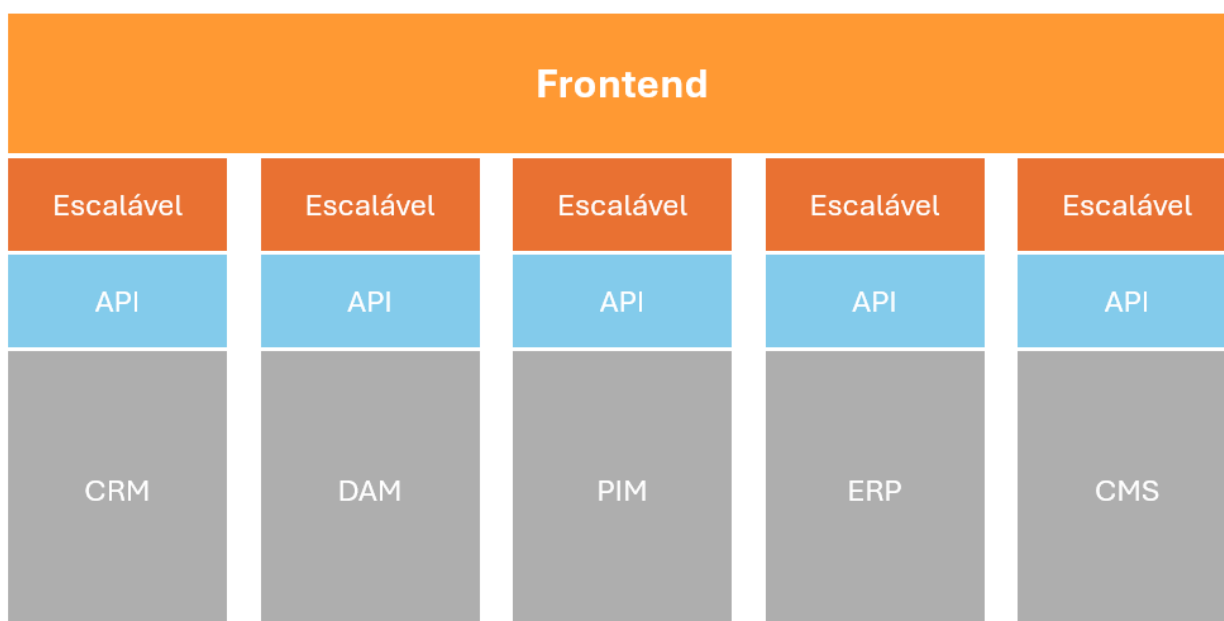 Frontend
Escalável Escalável Escalável Escalável Escalável
API API API API API
CRM DAM PIM ERP CMS